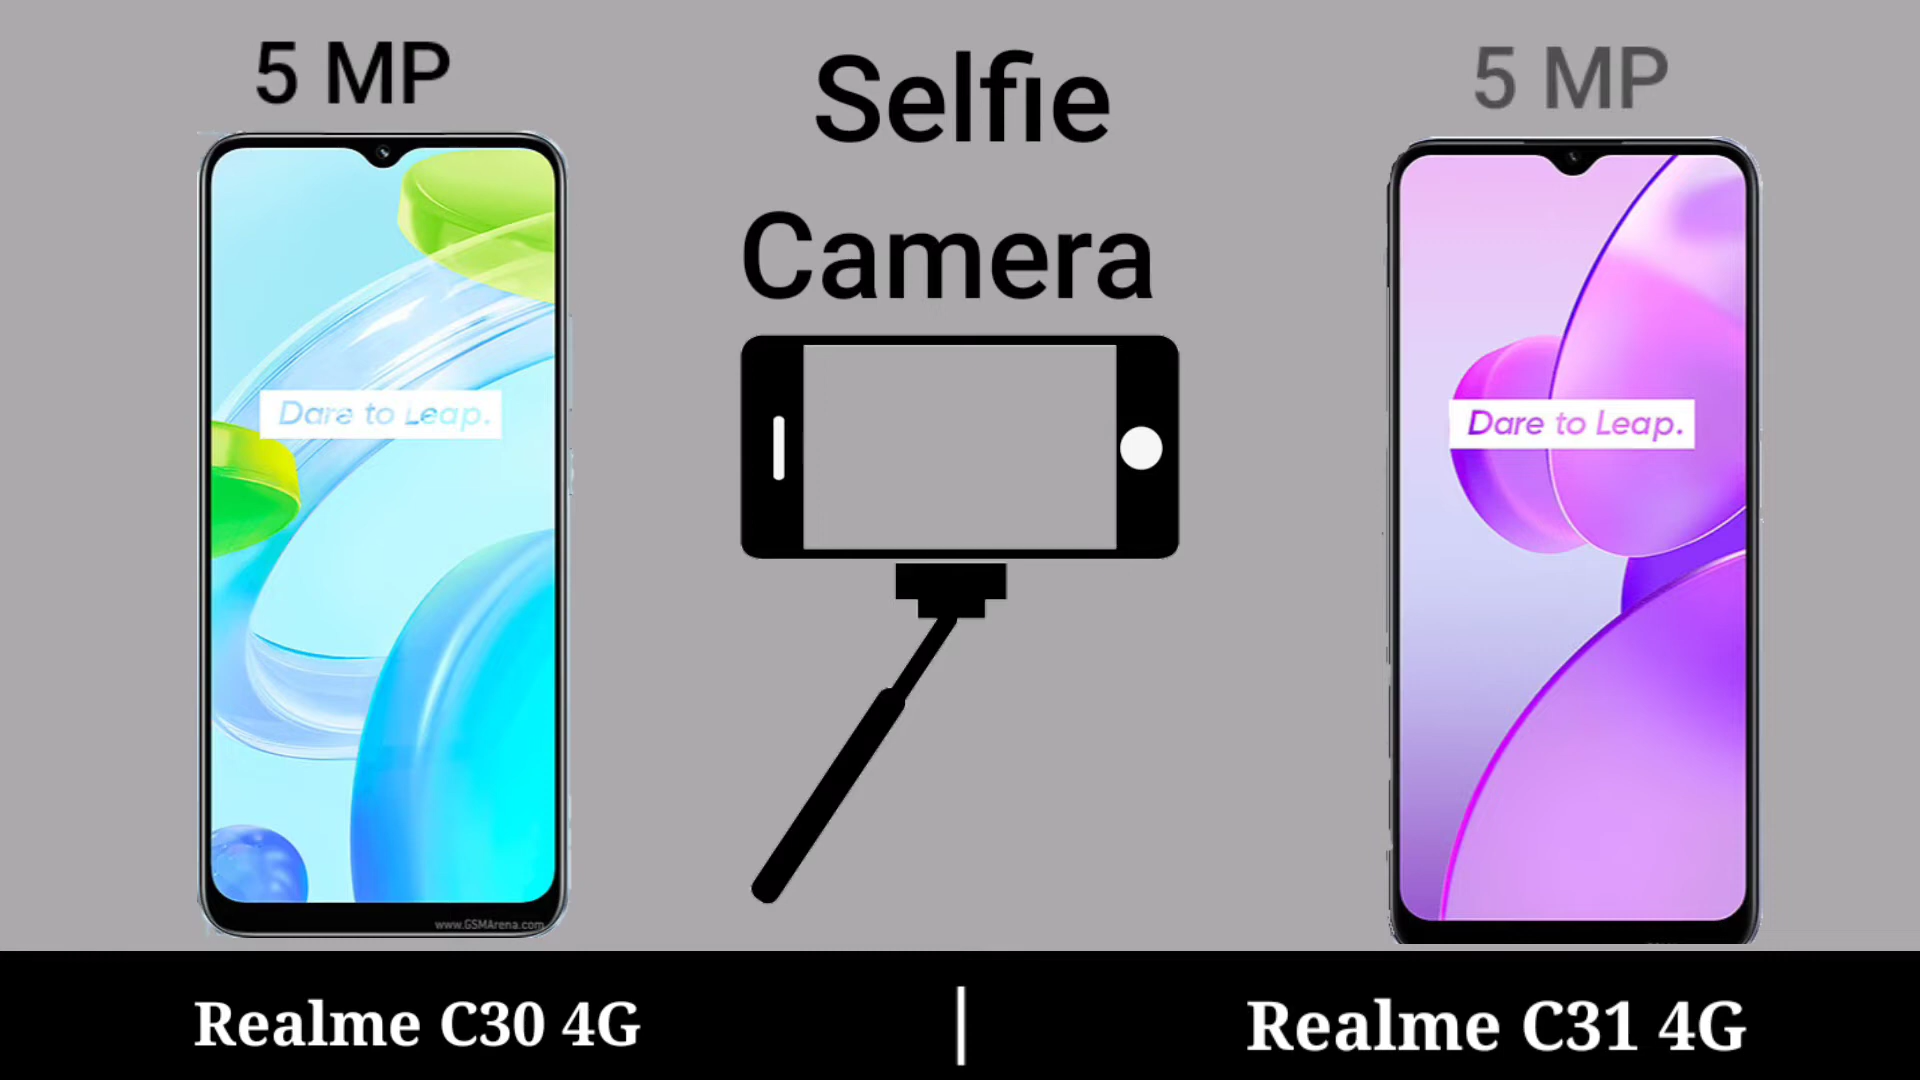 5 MP
Selfie
Camera
5 MP
Dare to Leap.
Dare to Leap.
www.GSMArena.com
Realme C30 4G
|
Realme C31 4G